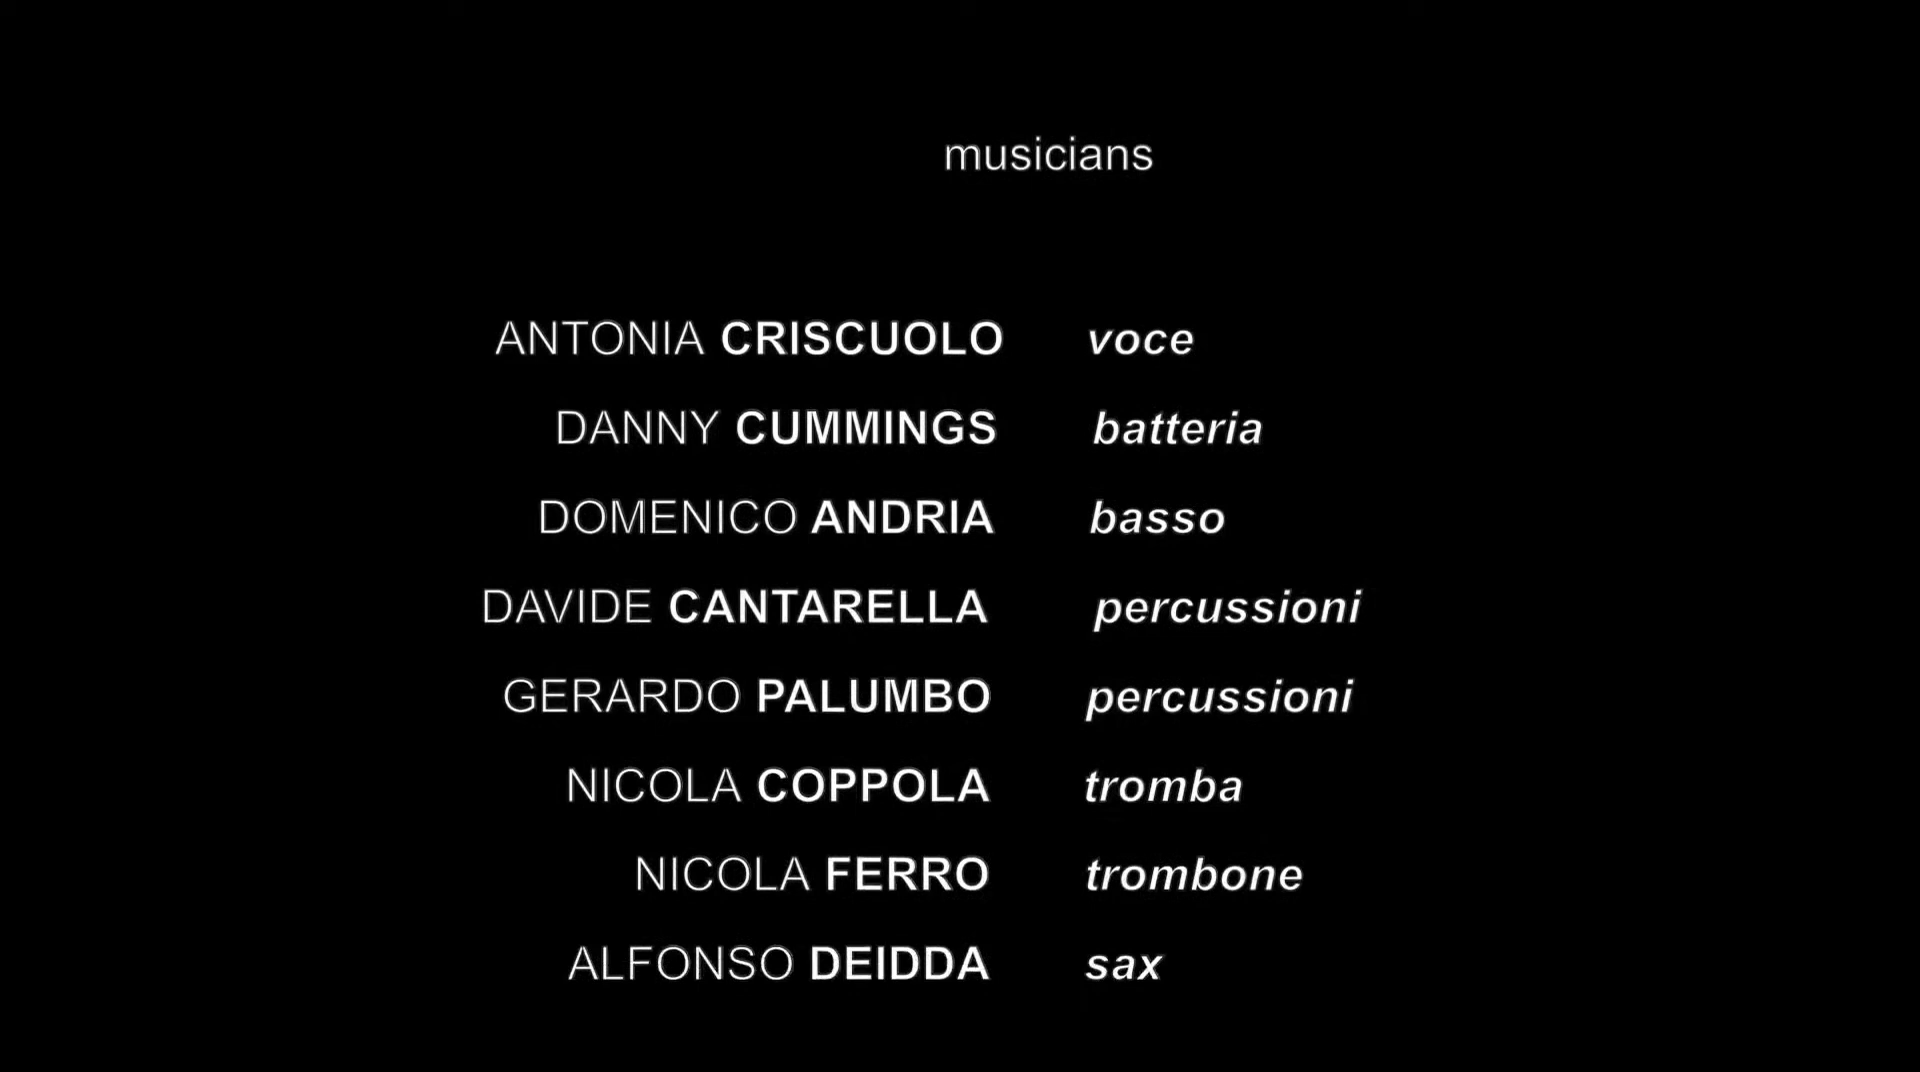 musicians
ANTONIA CRISCUOLO voce
DANNY CUMMINGS batteria
DOMENICO ANDRIA basso
DAVIDE CANTARELLA percussioni
GERARDO PALUMBO percussioni
NICOLA COPPOLA tromba
NICOLA FERRO trombone
ALFONSO DEIDDA sax